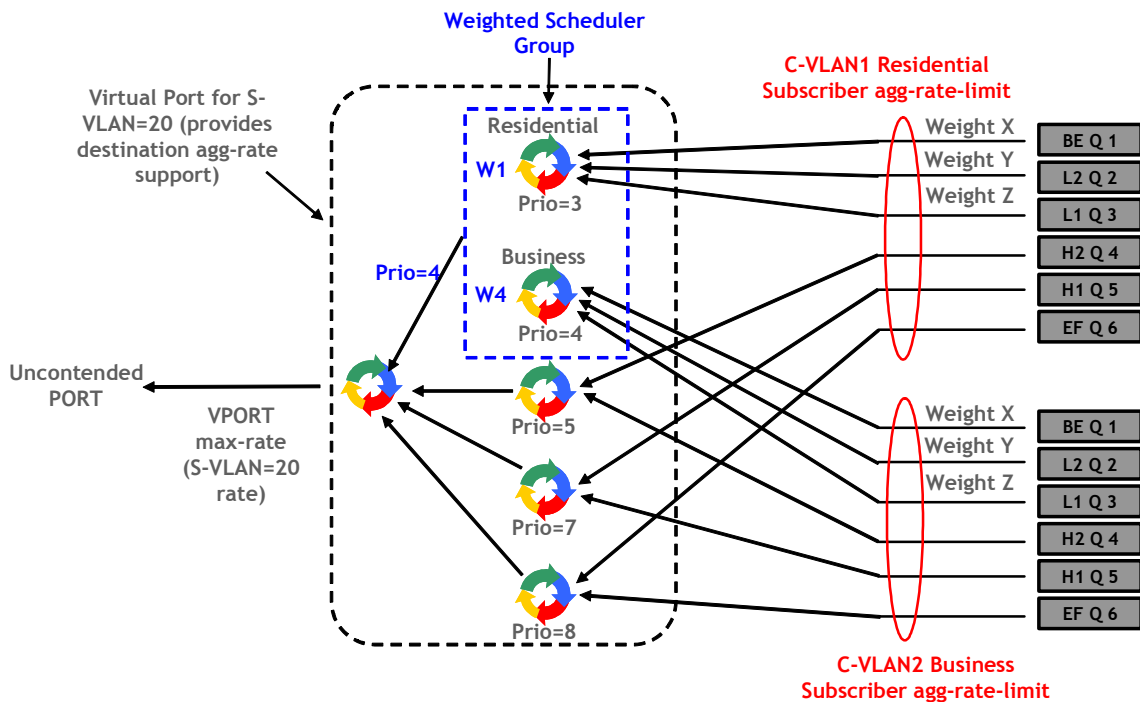 Weighted Scheduler
Group
C-VLAN1 Residential
Subscriber agg-rate-limit
Virtual Port for S-
VLAN=20 (provides
destination agg-rate
support)
Residential
W1
Prio=3
Business
W4
Prio=4
Prio=4
Prio=5
Prio=7
Prio=8
Uncontended
PORT
VPORT
max-rate
(S-VLAN=20
rate)
Weight X
Weight Y
Weight Z
BE Q 1
L2 Q 2
L1 Q 3
H2 Q 4
H1 Q 5
EF Q 6
Weight X
Weight Y
Weight Z
BE Q 1
L2 Q 2
L1 Q 3
H2 Q 4
H1 Q 5
EF Q 6
C-VLAN2 Business
Subscriber agg-rate-limit